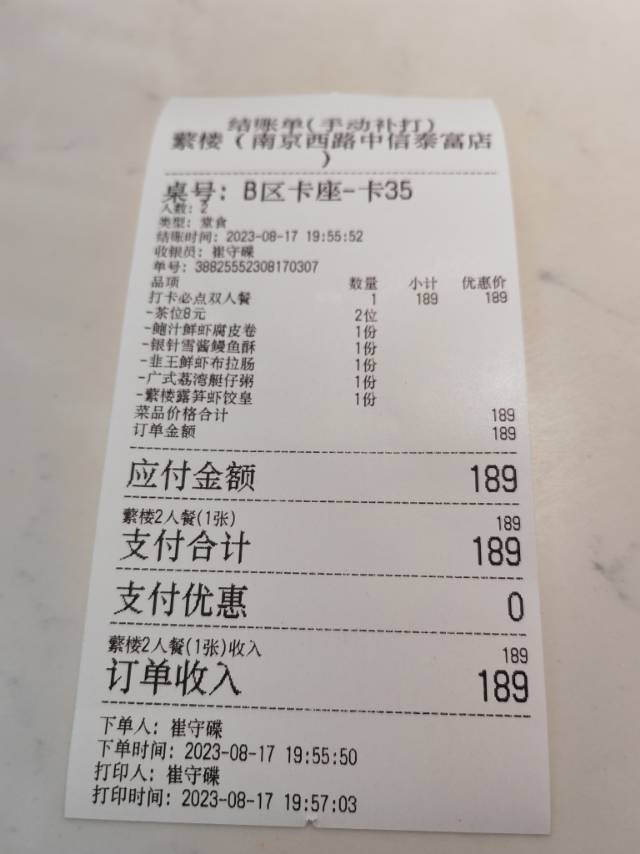 结账单(手动补打)
紫楼（南京西路中信泰富店
）
桌号: B区卡座-卡35
人数: 2
类型: 堂食
结账时间: 2023-08-17 19:55:52
收银员: 崔守碟
单号: 38825552308170307
品项 数量 小计 优惠价
打卡必点双人餐 1 189 189
-茶位8元 2位
-鲍汁鲜虾腐皮卷 1份
-银针雪酱鳗鱼酥 1份
-韭王鲜虾布拉肠 1份
-广式荔湾艇仔粥 1份
-紫楼露笋虾饺皇 1份
菜品价格合计 189
订单金额 189
应付金额 189
紫楼2人餐(1张) 189
支付合计 189
支付优惠 0
紫楼2人餐(1张)收入 189
订单收入 189
下单人: 崔守碟
下单时间: 2023-08-17 19:55:50
打印人: 崔守碟
打印时间: 2023-08-17 19:57:03